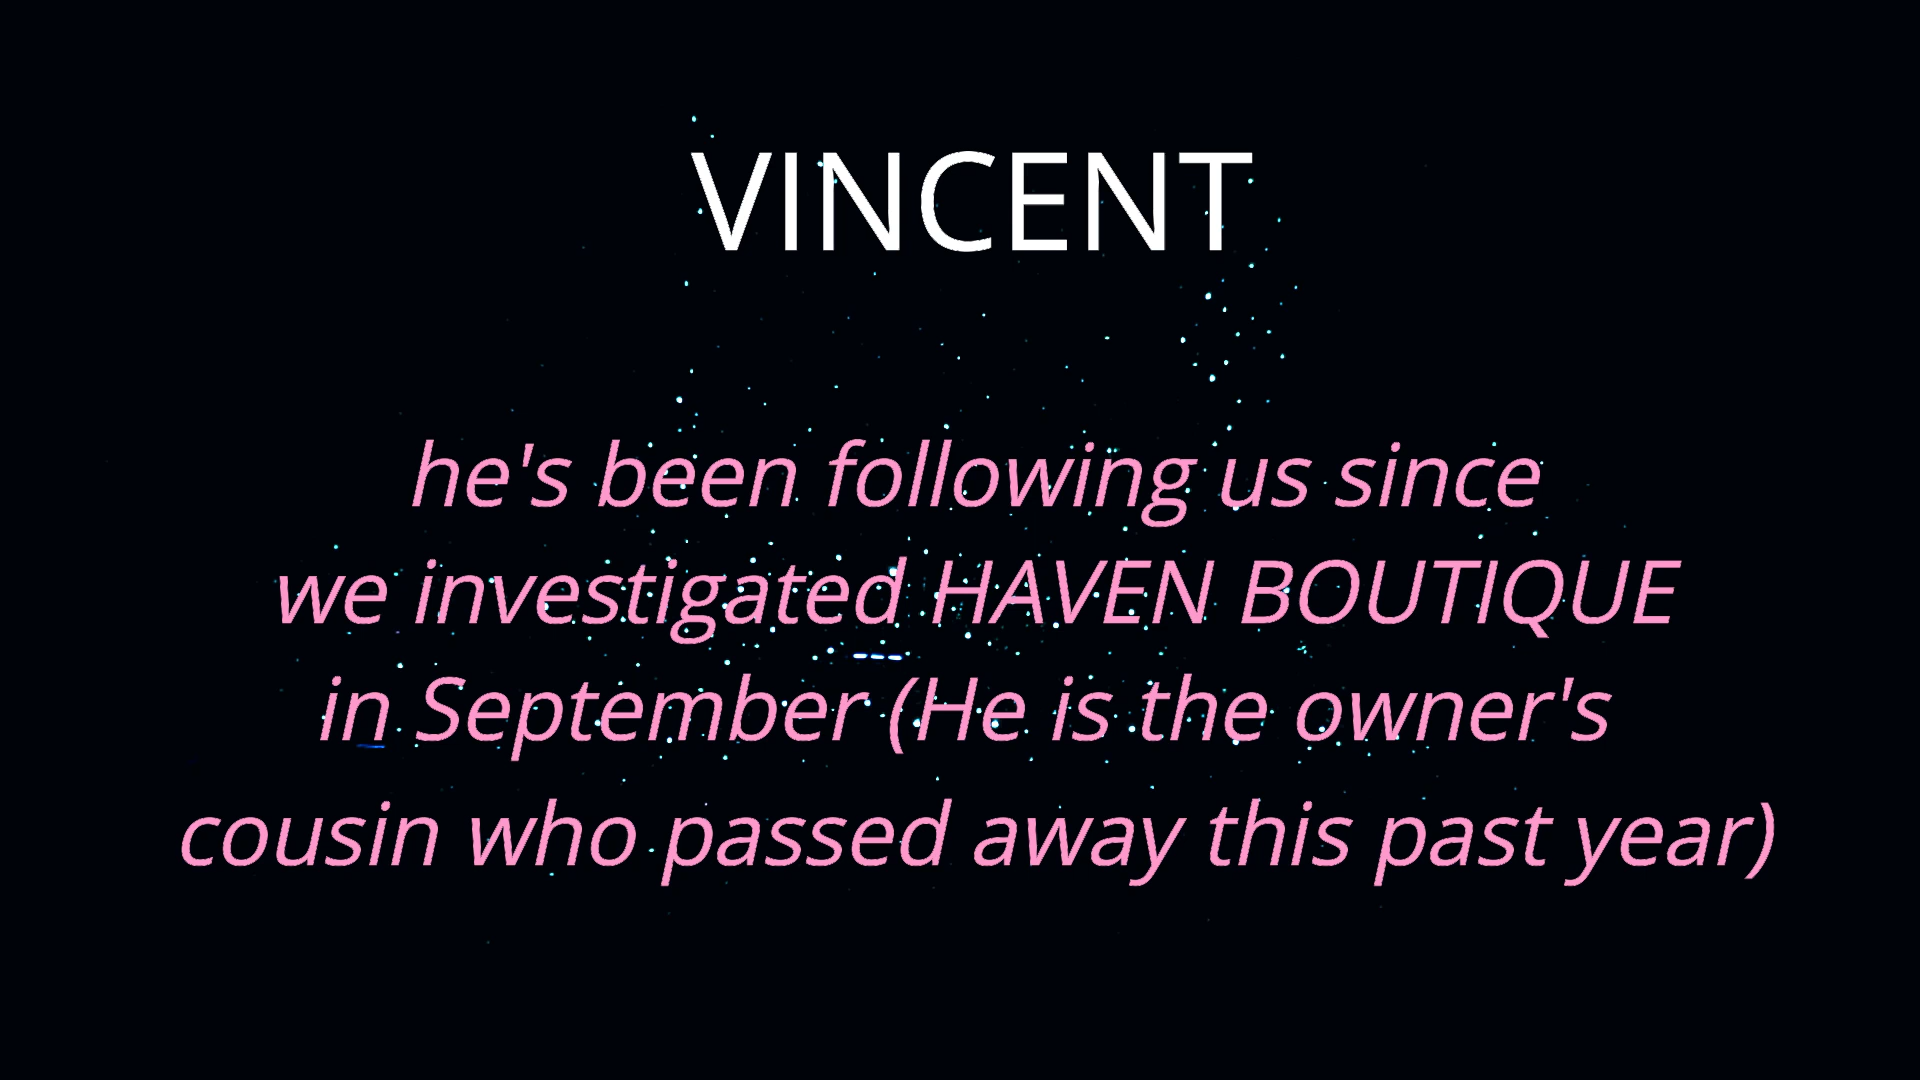 VINCENT
he's been following us since
we investigated HAVEN BOUTIQUE
in September (He is the owner's
cousin who passed away this past year)